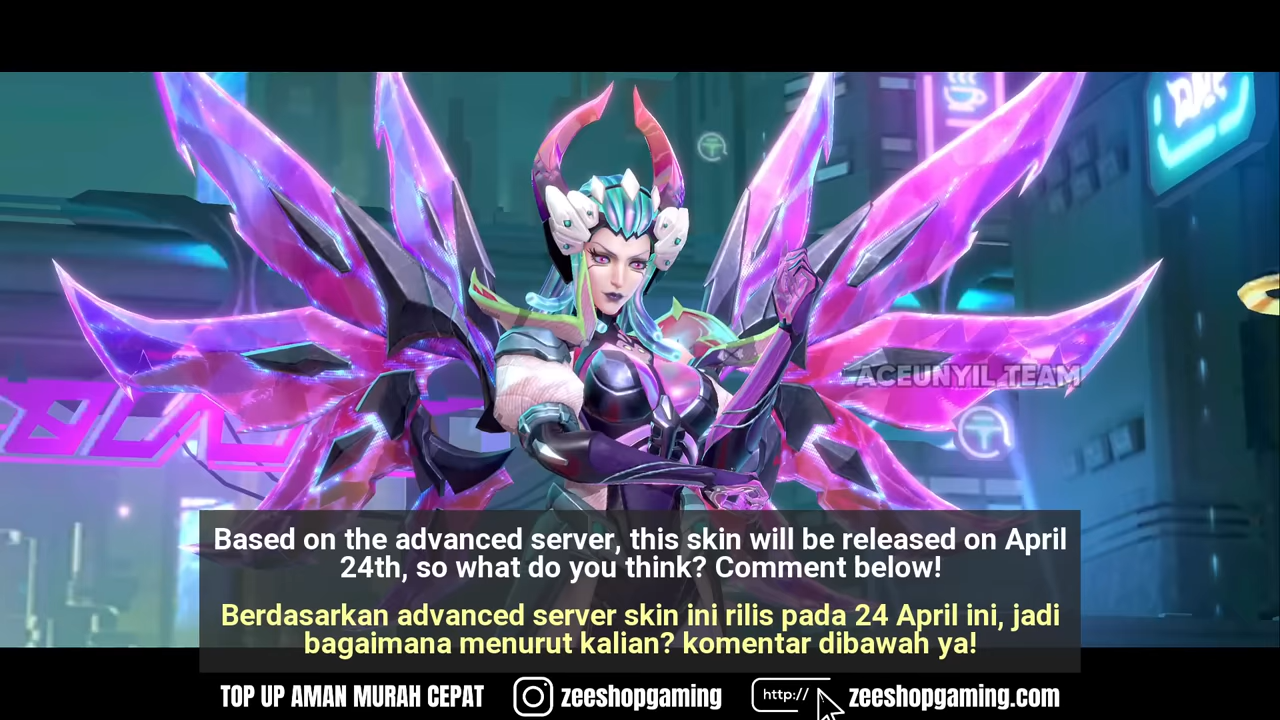 ACEUNYIL TEAM
Based on the advanced server, this skin will be released on April
24th, so what do you think? Comment below!
Berdasarkan advanced server skin ini rilis pada 24 April ini, jadi
bagaimana menurut kalian? komentar dibawah ya!
TOP UP AMAN MURAH CEPAT zeeshopgaming http:// zeeshopgaming.com